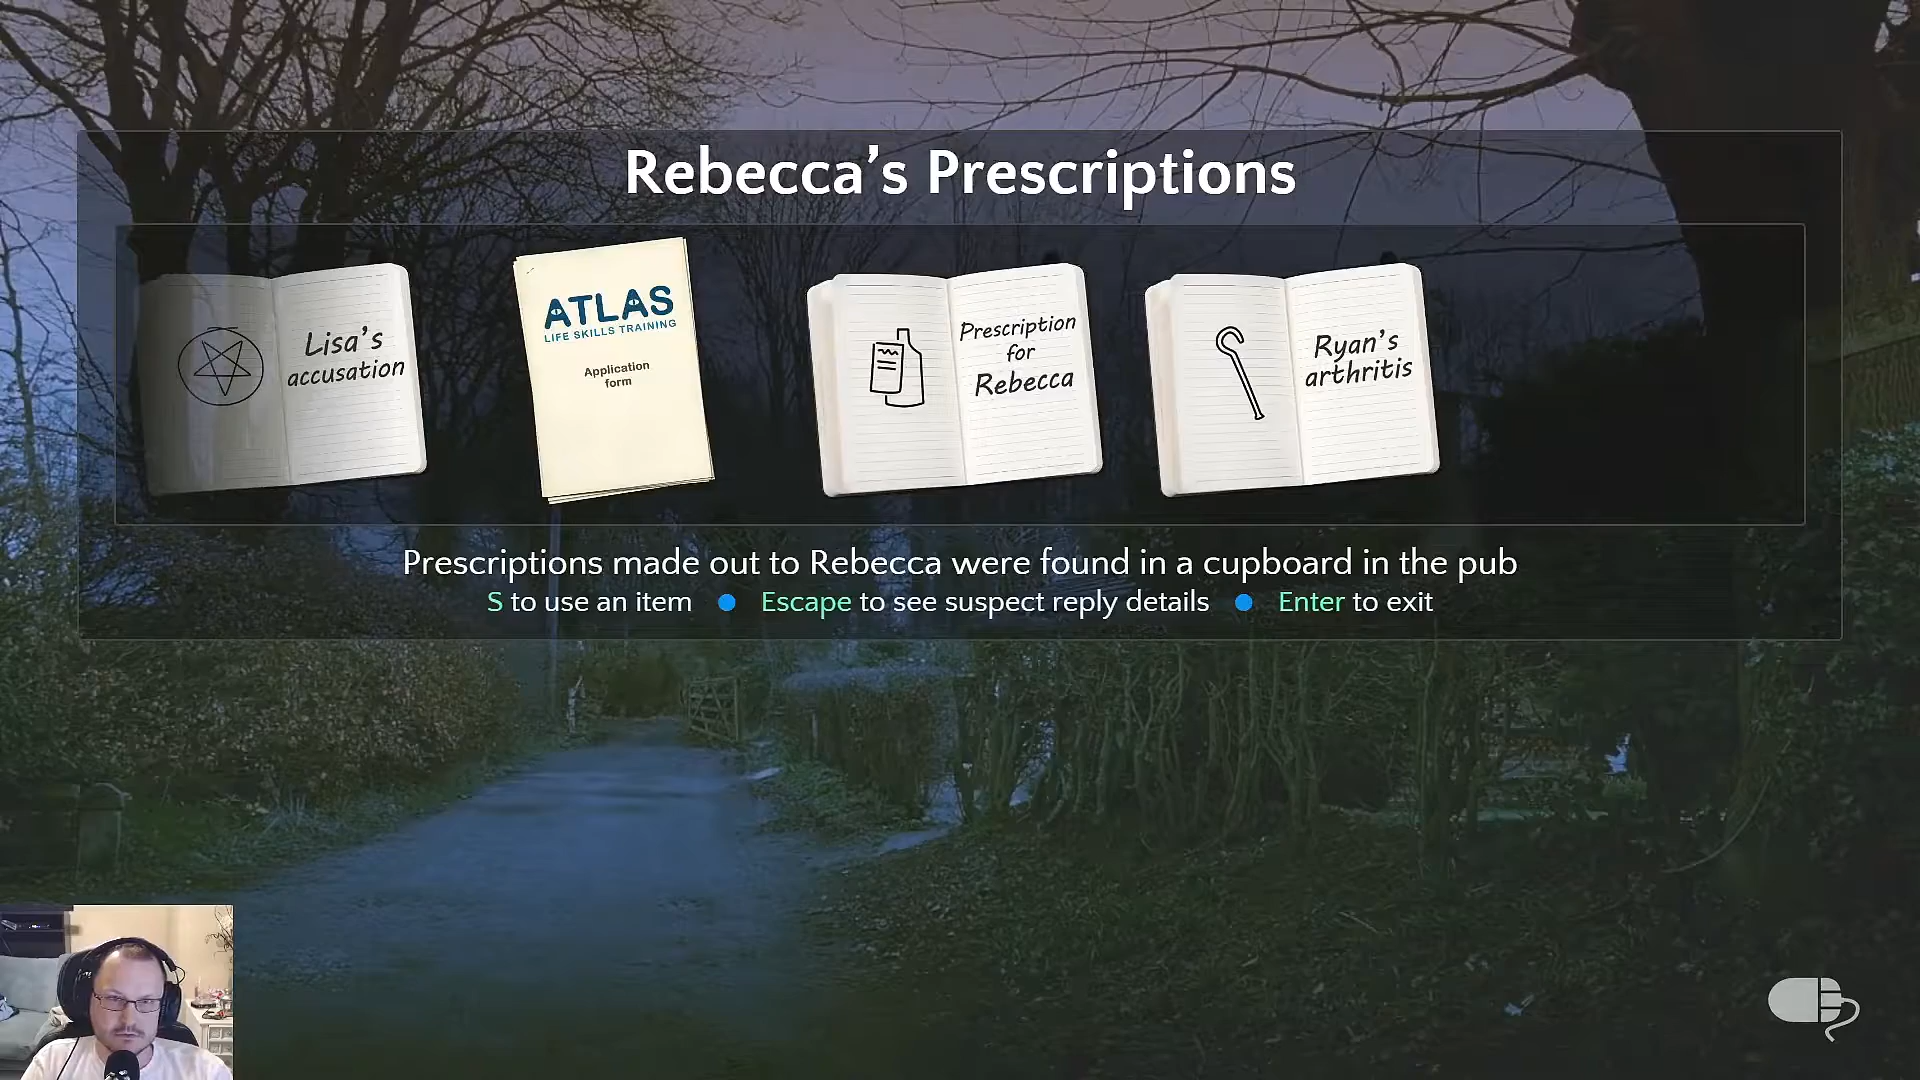 Rebecca’s Prescriptions
Lisa’s
accusation
ATLAS
LIFE SKILLS TRAINING
Application
form
Prescription
for
Rebecca
Ryan’s
arthritis
Prescriptions made out to Rebecca were found in a cupboard in the pub
S to use an item
Escape to see suspect reply details
Enter to exit